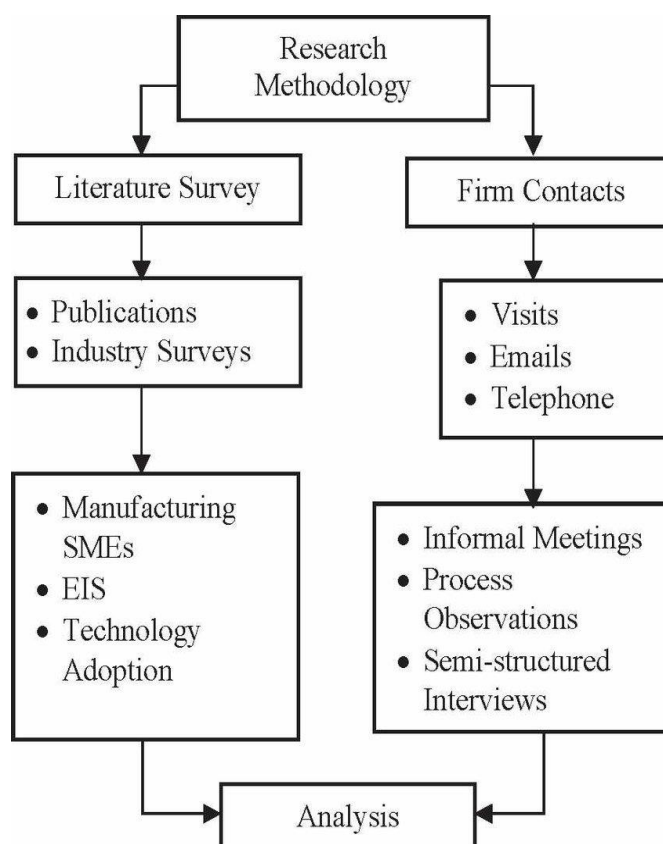 Research
Methodology
Literature Survey
Firm Contacts
• Publications
• Industry Surveys
• Visits
• Emails
• Telephone
• Manufacturing
SMEs
• EIS
• Technology
Adoption
• Informal Meetings
• Process
Observations
• Semi-structured
Interviews
Analysis